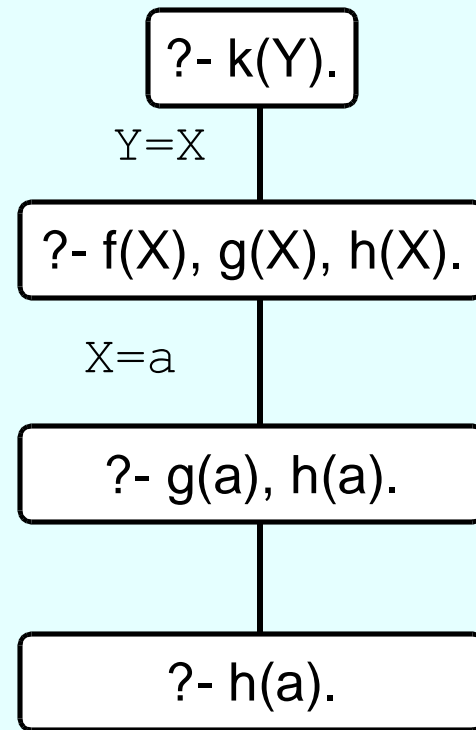 ?- k(Y).
Y=X
?- f(X), g(X), h(X).
X=a
?- g(a), h(a).
?- h(a).